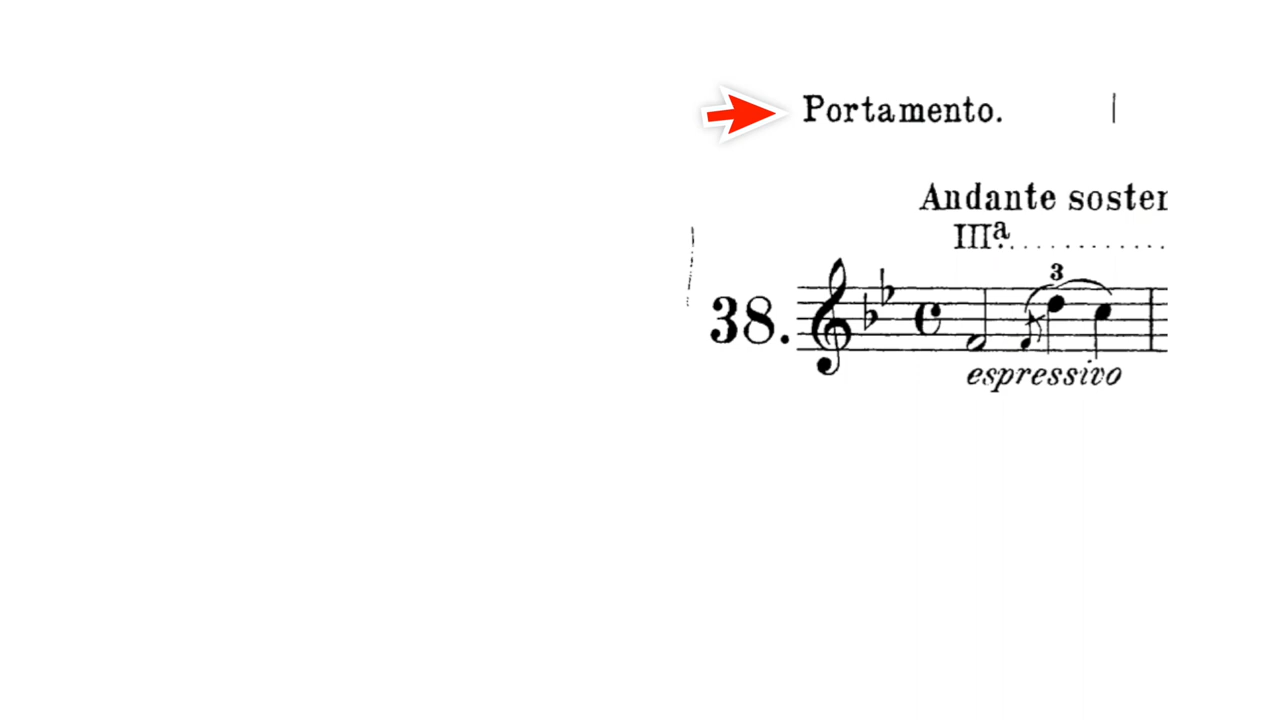 Portamento.
Andante soster
IIIª
3
38.
espressivo